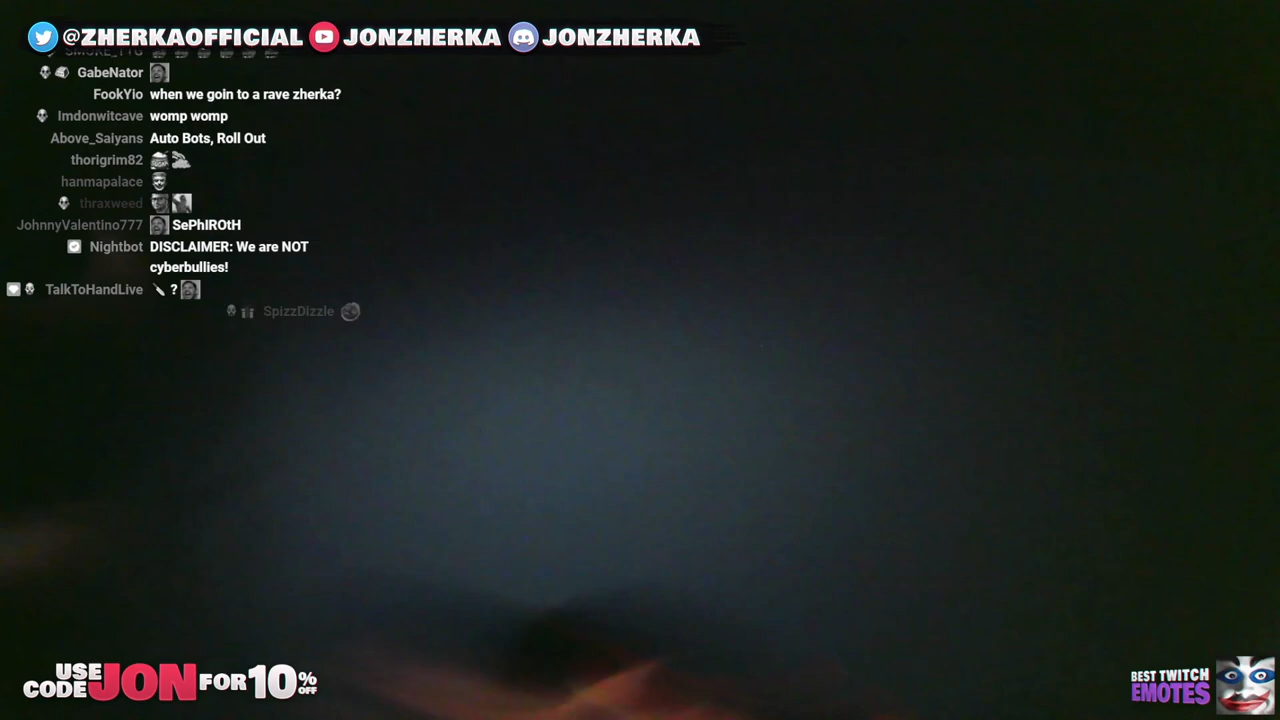 @ZHERKAOFFICIAL JONZHERKA JONZHERKA
GabeNator
FookYio when we goin to a rave zherka?
Imdonwitcave womp womp
Above_Saiyans Auto Bots, Roll Out
thorigrim82
hanmapalace
thraxweed
JohnnyValentino777 SePhIROtH
Nightbot DISCLAIMER: We are NOT
cyberbullies!
TalkToHandLive ?
SpizzDizzle
USE
CODE JON FOR 10% OFF
BEST TWITCH
EMOTES